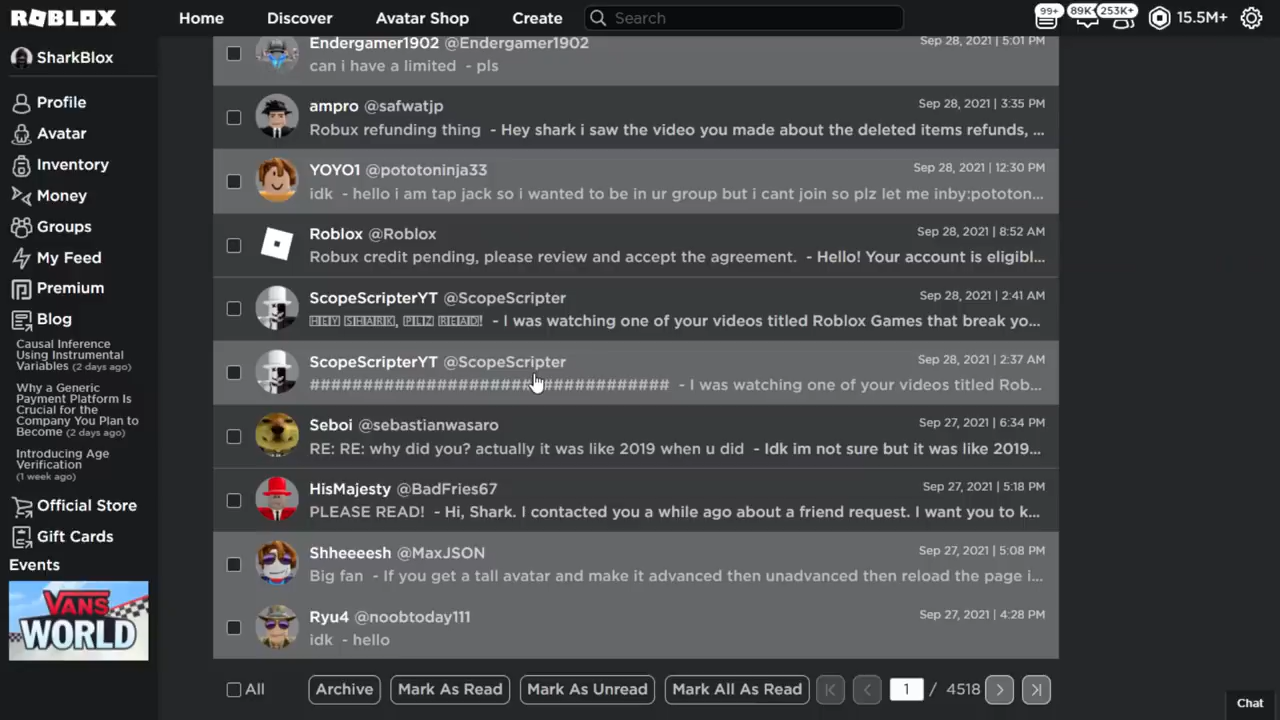 ROBLOX
Home
Discover
Avatar Shop
Create
Search
99+
89K+
253K+
15.5M+
SharkBlox
Profile
Avatar
Inventory
Money
Groups
My Feed
Premium
Blog
Causal Inference
Using Instrumental
Variables (2 days ago)
Why a Generic
Payment Platform Is
Crucial for the
Company You Plan to
Become (2 days ago)
Introducing Age
Verification
(1 week ago)
Official Store
Gift Cards
Events
VANS
WORLD
Endergamer1902 @Endergamer1902
Sep 28, 2021 | 5:01 PM
can i have a limited - pls
ampro @safwatjp
Sep 28, 2021 | 3:35 PM
Robux refunding thing - Hey shark i saw the video you made about the deleted items refunds, ...
YOYO1 @pototoninja33
Sep 28, 2021 | 12:30 PM
idk - hello i am tap jack so i wanted to be in ur group but i cant join so plz let me inby:pototon...
Roblox @Roblox
Sep 28, 2021 | 8:52 AM
Robux credit pending, please review and accept the agreement. - Hello! Your account is eligibl...
ScopeScripterYT @ScopeScripter
Sep 28, 2021 | 2:41 AM
HEY SHARK, PLZ READ! - I was watching one of your videos titled Roblox Games that break yo...
ScopeScripterYT @ScopeScripter
Sep 28, 2021 | 2:37 AM
################################## - I was watching one of your videos titled Rob...
Seboi @sebastianwasaro
Sep 27, 2021 | 6:34 PM
RE: RE: why did you? actually it was like 2019 when u did - Idk im not sure but it was like 2019...
HisMajesty @BadFries67
Sep 27, 2021 | 5:18 PM
PLEASE READ! - Hi, Shark. I contacted you a while ago about a friend request. I want you to k...
Shheeeesh @MaxJSON
Sep 27, 2021 | 5:08 PM
Big fan - If you get a tall avatar and make it advanced then unadvanced then reload the page i...
Ryu4 @noobtoday111
Sep 27, 2021 | 4:28 PM
idk - hello
All
Archive
Mark As Read
Mark As Unread
Mark All As Read
1 / 4518
Chat